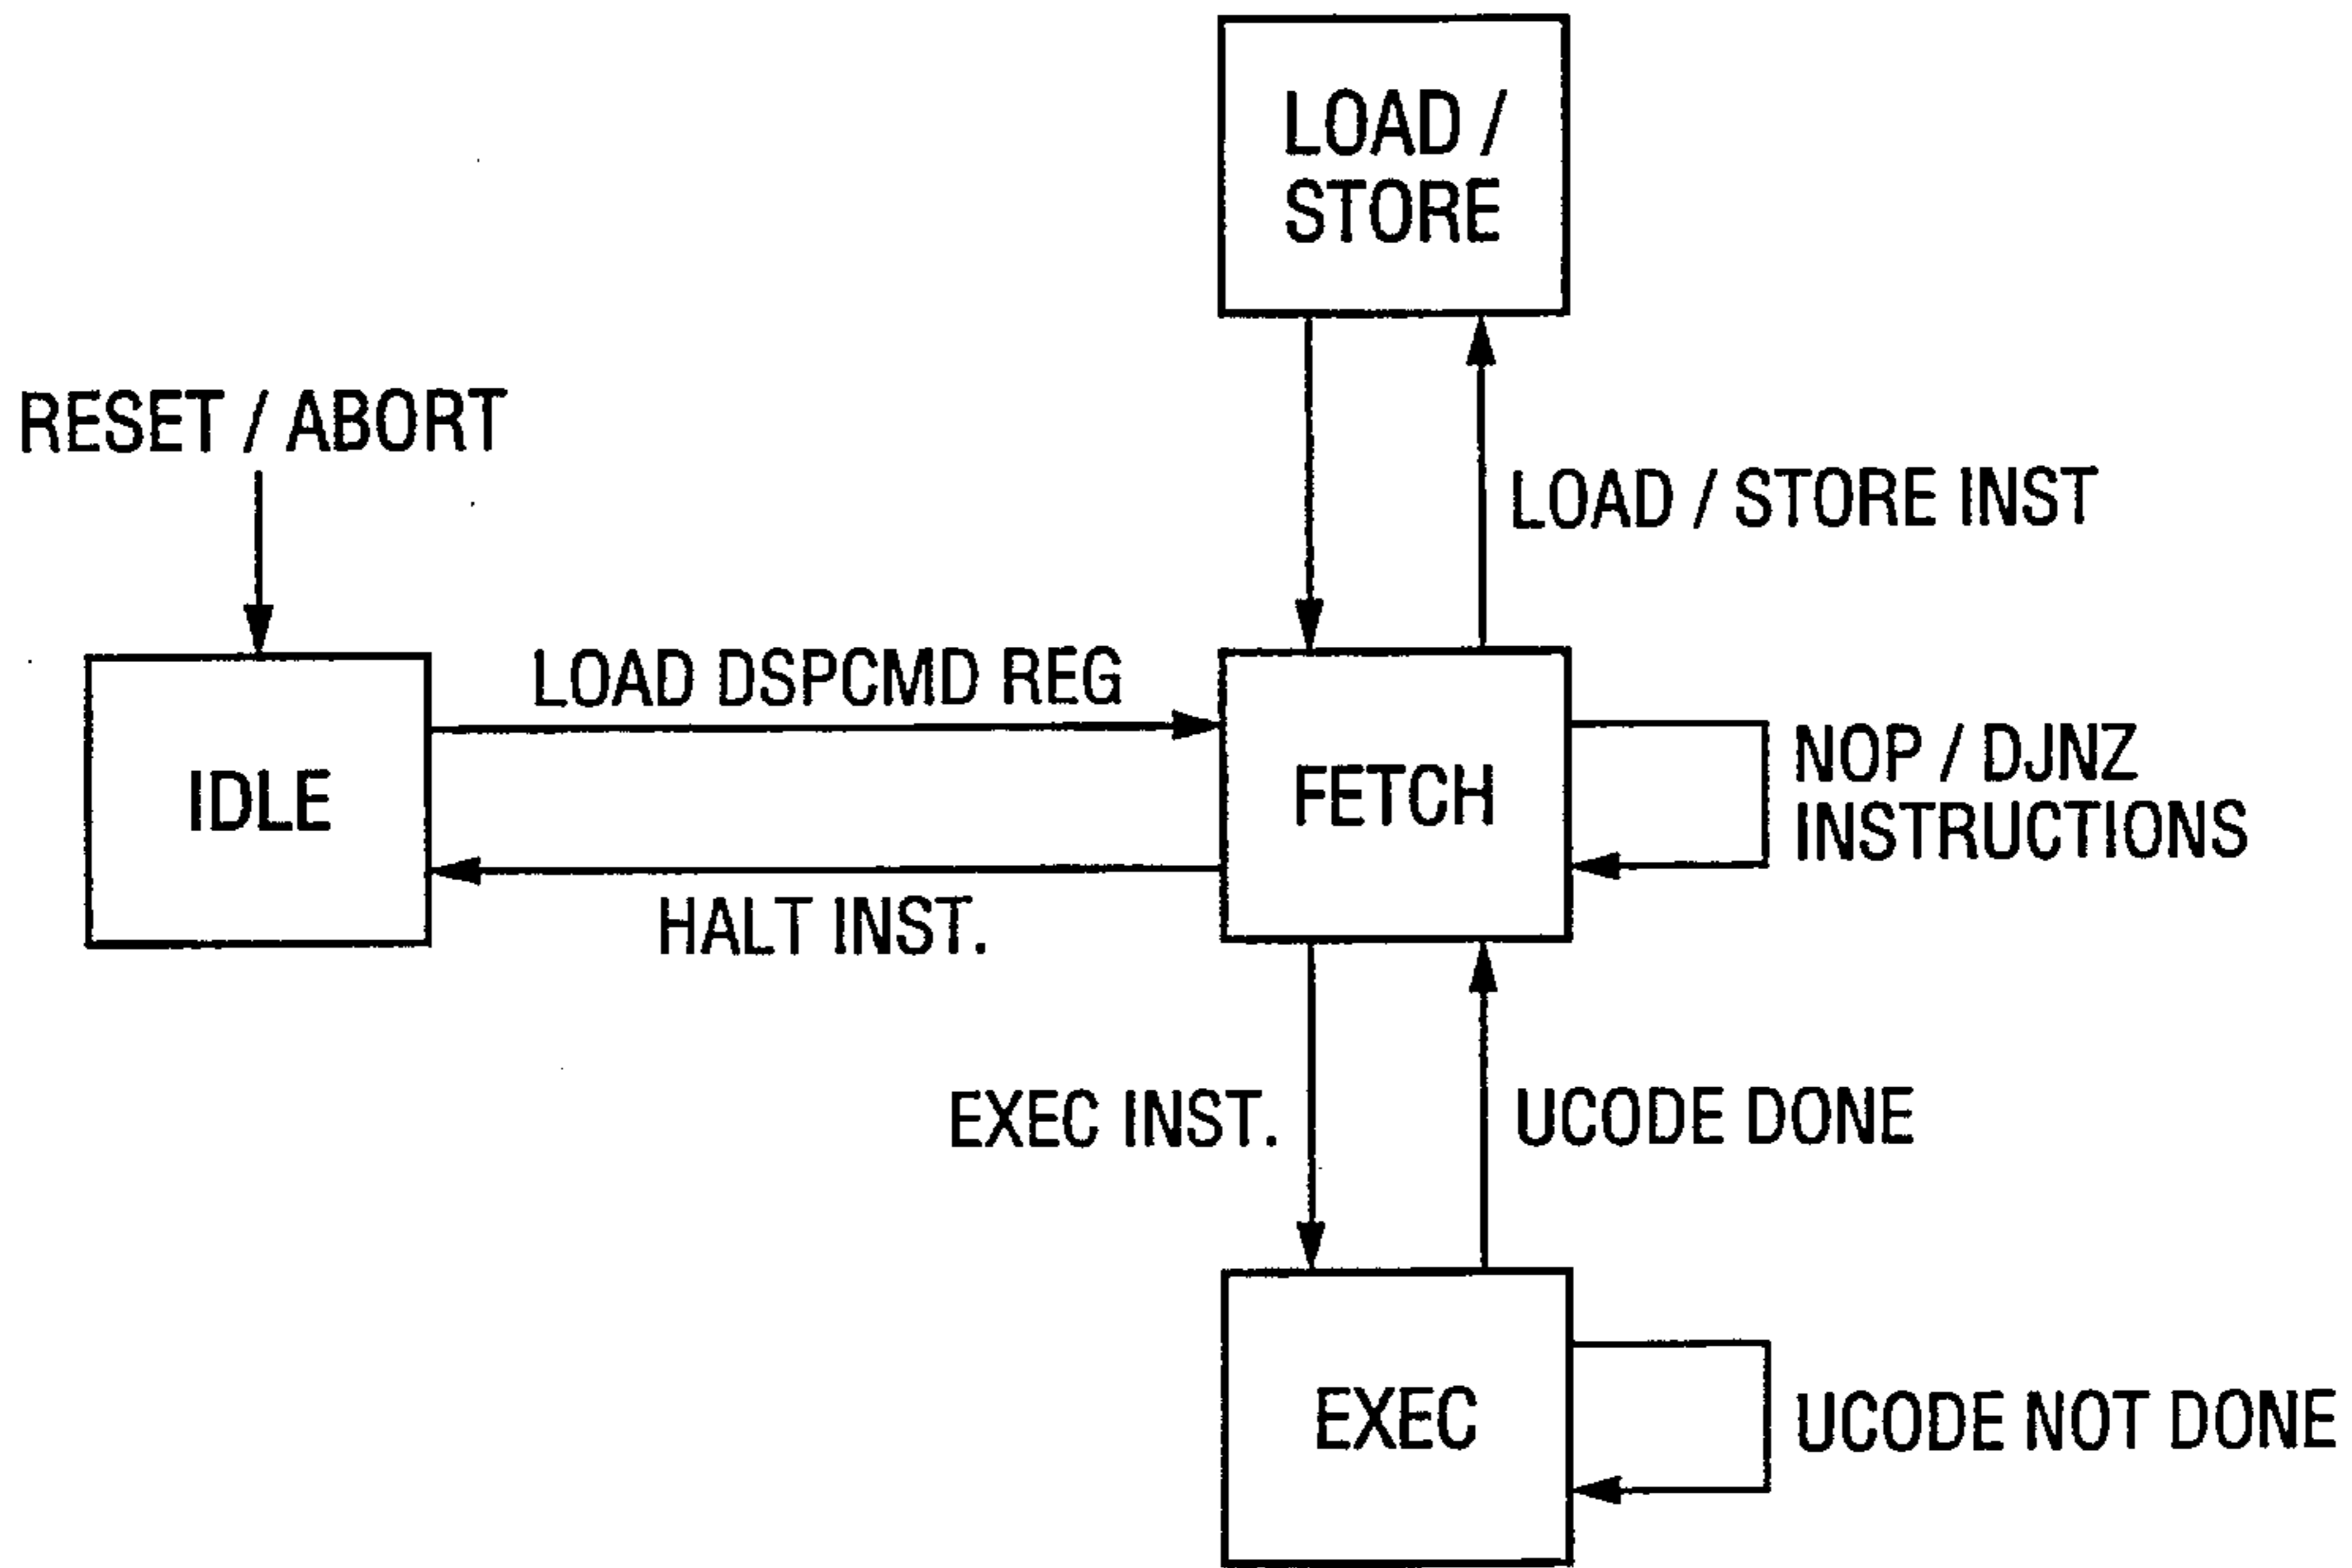 LOAD /
STORE
RESET / ABORT
LOAD / STORE INST
LOAD DSPCMD REG
IDLE
FETCH
NOP / DJNZ
INSTRUCTIONS
HALT INST.
EXEC INST.
UCODE DONE
EXEC
UCODE NOT DONE